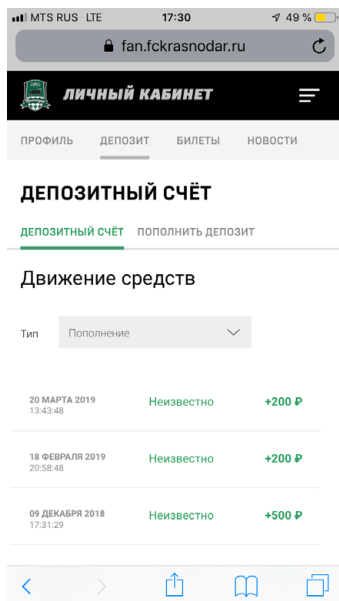 MTS RUS LTE 17:30 49 %
fan.fckrasnodar.ru
ЛИЧНЫЙ КАБИНЕТ
ПРОФИЛЬ ДЕПОЗИТ БИЛЕТЫ НОВОСТИ
ДЕПОЗИТНЫЙ СЧЁТ
ДЕПОЗИТНЫЙ СЧЁТ ПОПОЛНИТЬ ДЕПОЗИТ
Движение средств
Тип Пополнение
20 МАРТА 2019 Неизвестно +200 ₽
13:43:48
18 ФЕВРАЛЯ 2019 Неизвестно +200 ₽
20:58:48
09 ДЕКАБРЯ 2018 Неизвестно +500 ₽
17:31:29